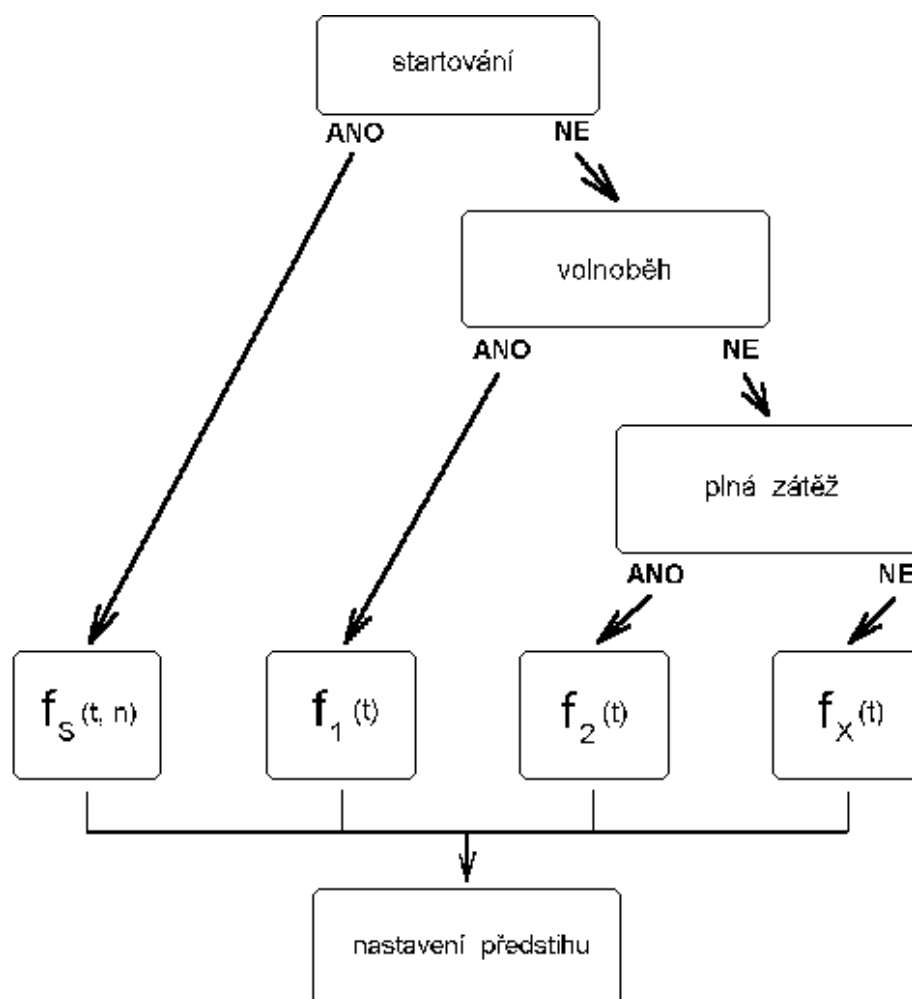 startování
ANO NE
volnoběh
ANO NE
plná zátěž
ANO NE
fS (t, n) f1 (t) f2 (t) fX (t)
nastavení předstihu